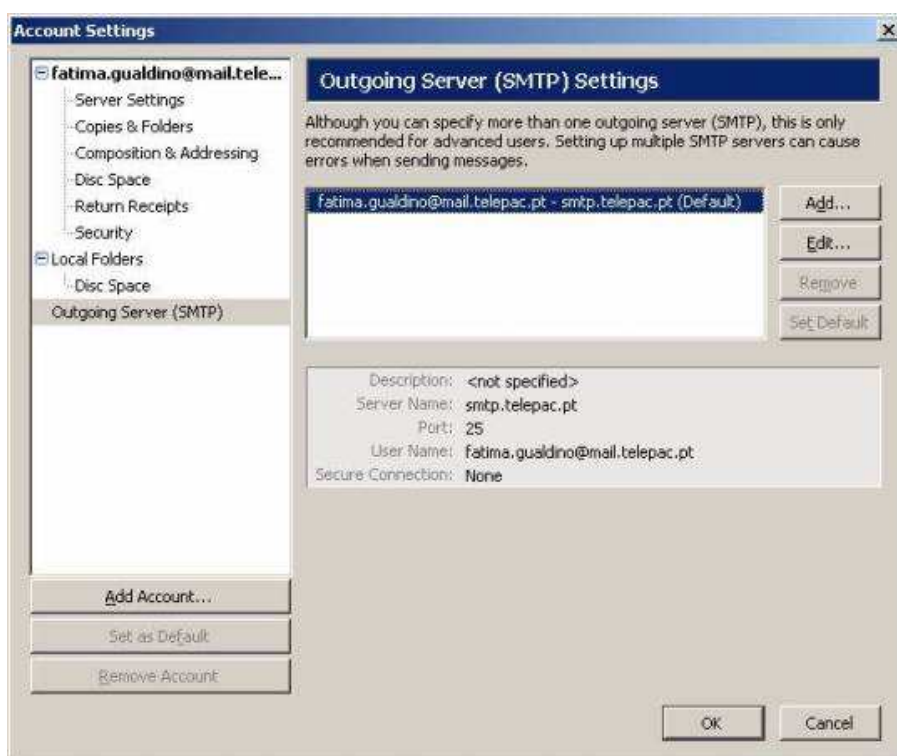 Account Settings
fatima.gualdino@mail.tele...
Server Settings
Copies & Folders
Composition & Addressing
Disc Space
Return Receipts
Security
Local Folders
Disc Space
Outgoing Server (SMTP)
Add Account...
Set as Default
Remove Account
Outgoing Server (SMTP) Settings
Although you can specify more than one outgoing server (SMTP), this is only
recommended for advanced users. Setting up multiple SMTP servers can cause
errors when sending messages.
fatima.gualdino@mail.telepac.pt - smtp.telepac.pt (Default)
Add...
Edit...
Remove
Set Default
Description: <not specified>
Server Name: smtp.telepac.pt
Port: 25
User Name: fatima.gualdino@mail.telepac.pt
Secure Connection: None
OK
Cancel